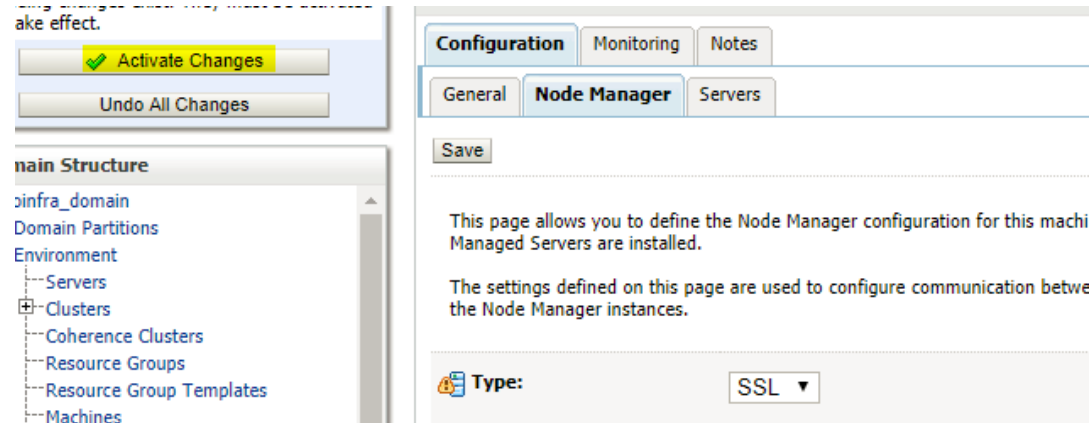 ake effect.
Activate Changes
Undo All Changes
main Structure
oinfra_domain
Domain Partitions
Environment
Servers
Clusters
Coherence Clusters
Resource Groups
Resource Group Templates
Machines
Configuration Monitoring Notes
General Node Manager Servers
Save
This page allows you to define the Node Manager configuration for this machi
Managed Servers are installed.
The settings defined on this page are used to configure communication betwe
the Node Manager instances.
Type: SSL